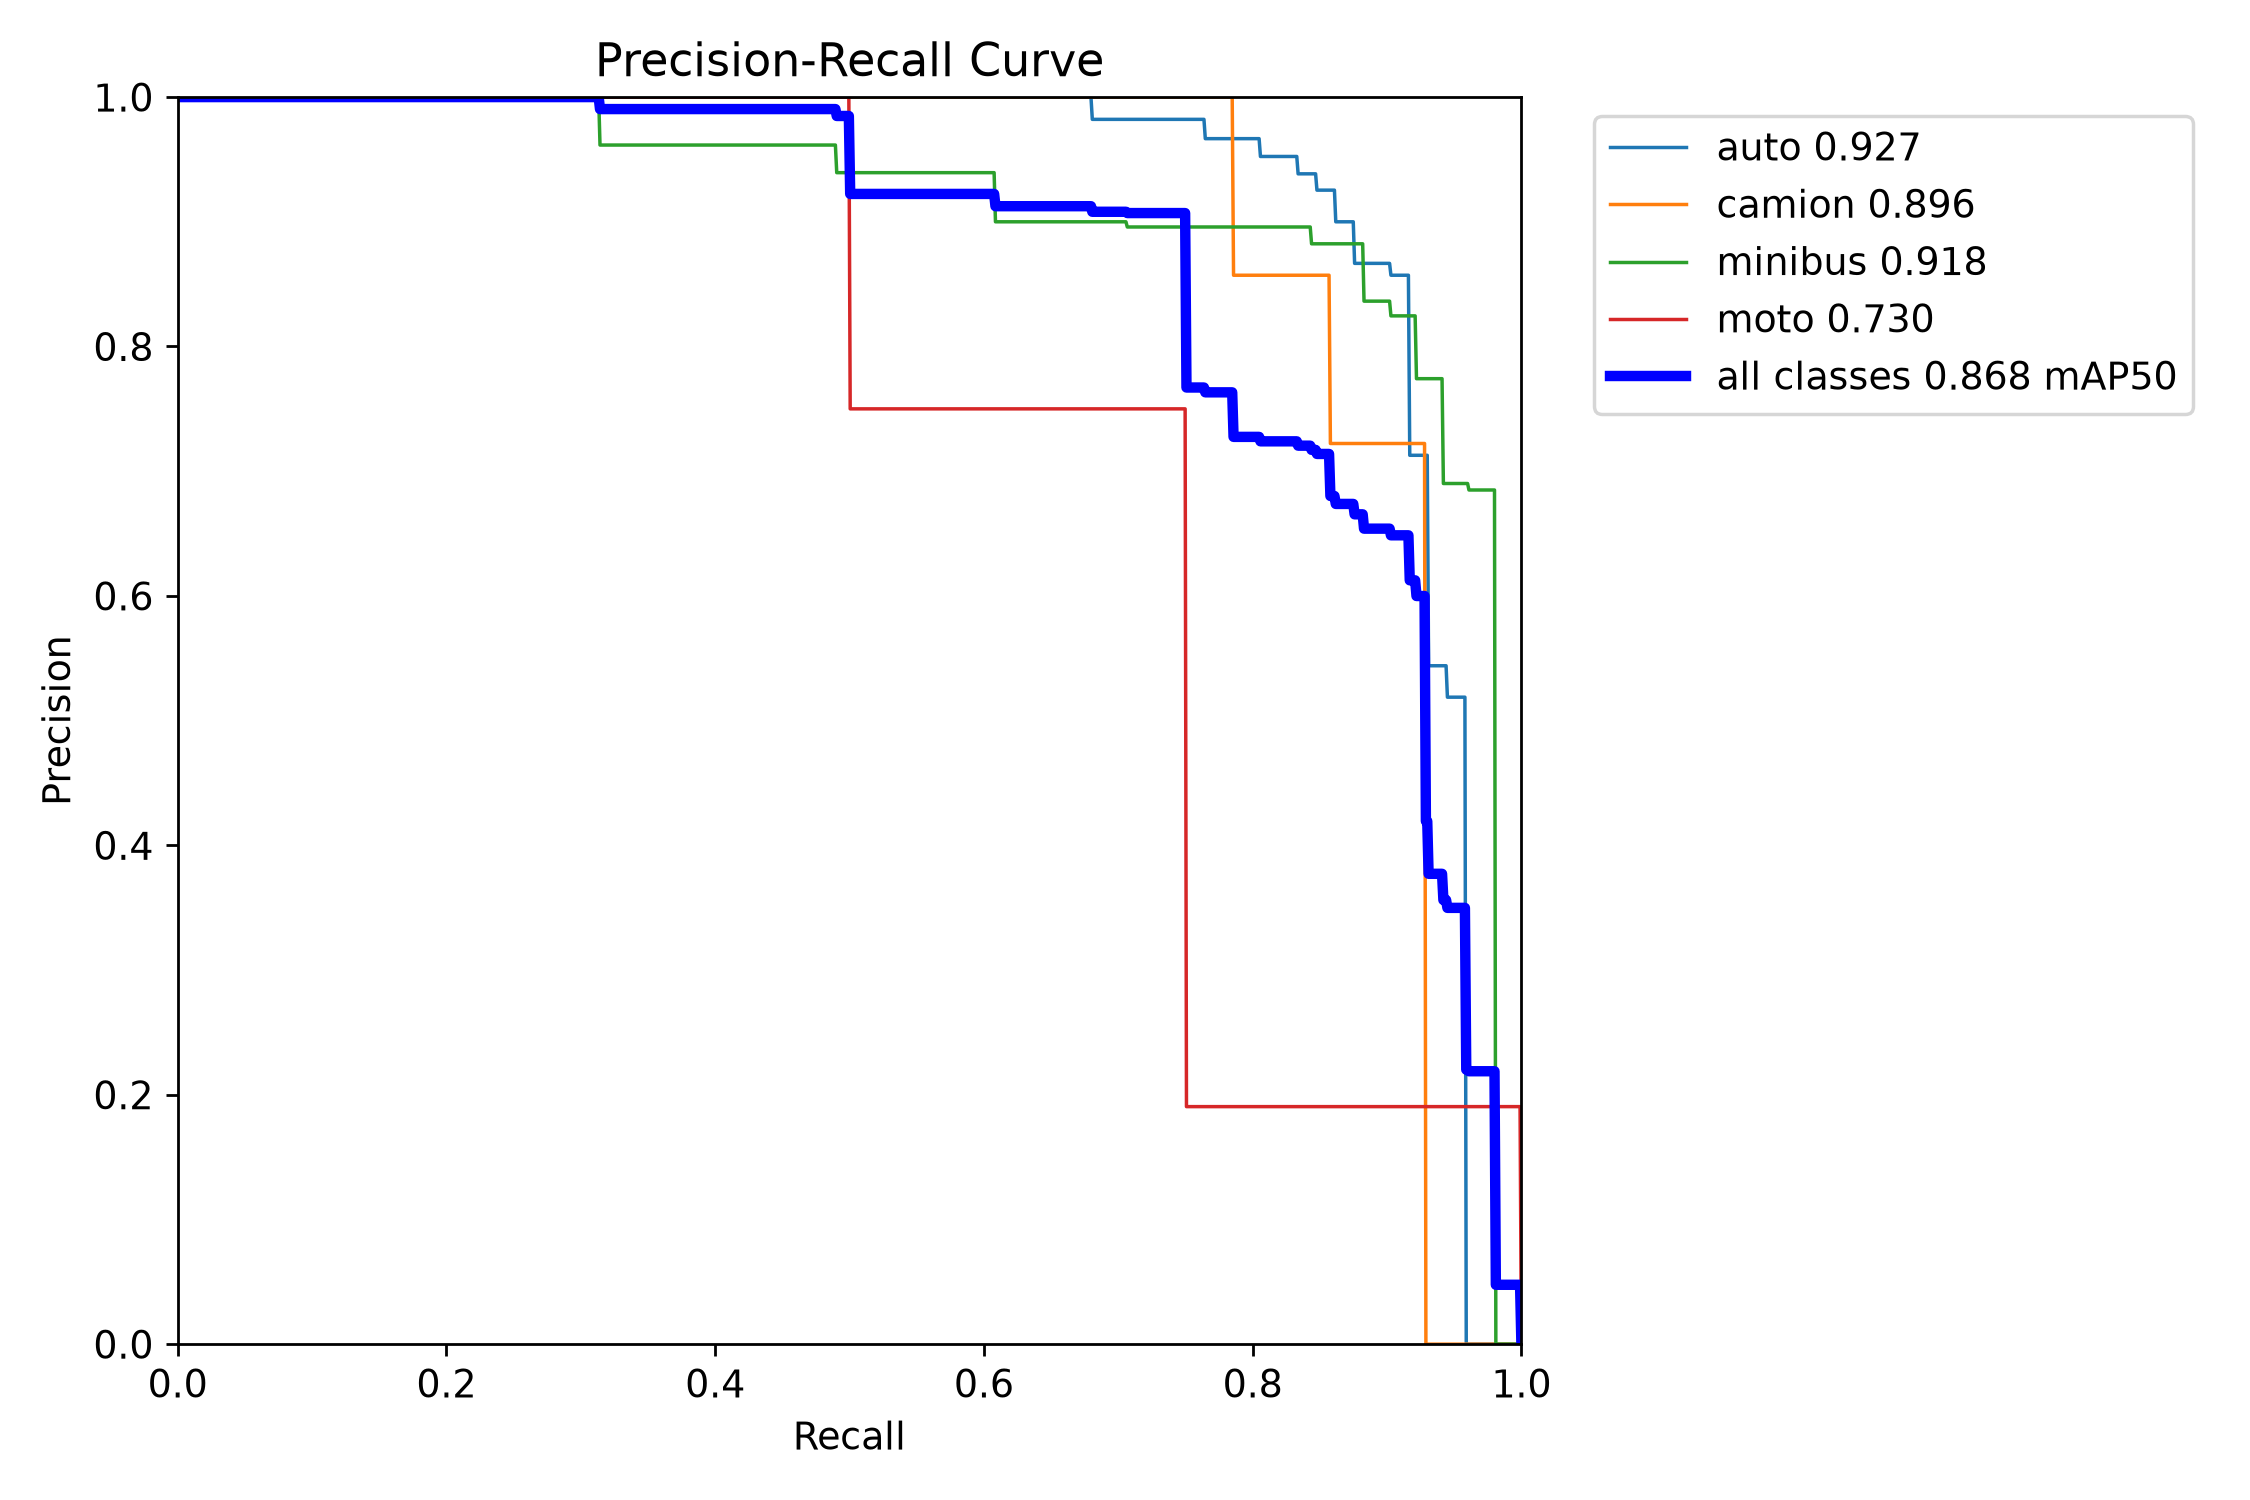 Precision-Recall Curve
1.0
0.8
0.6
0.4
0.2
0.0
Precision
0.0 0.2 0.4 0.6 0.8 1.0
Recall
auto 0.927
camion 0.896
minibus 0.918
moto 0.730
all classes 0.868 mAP50